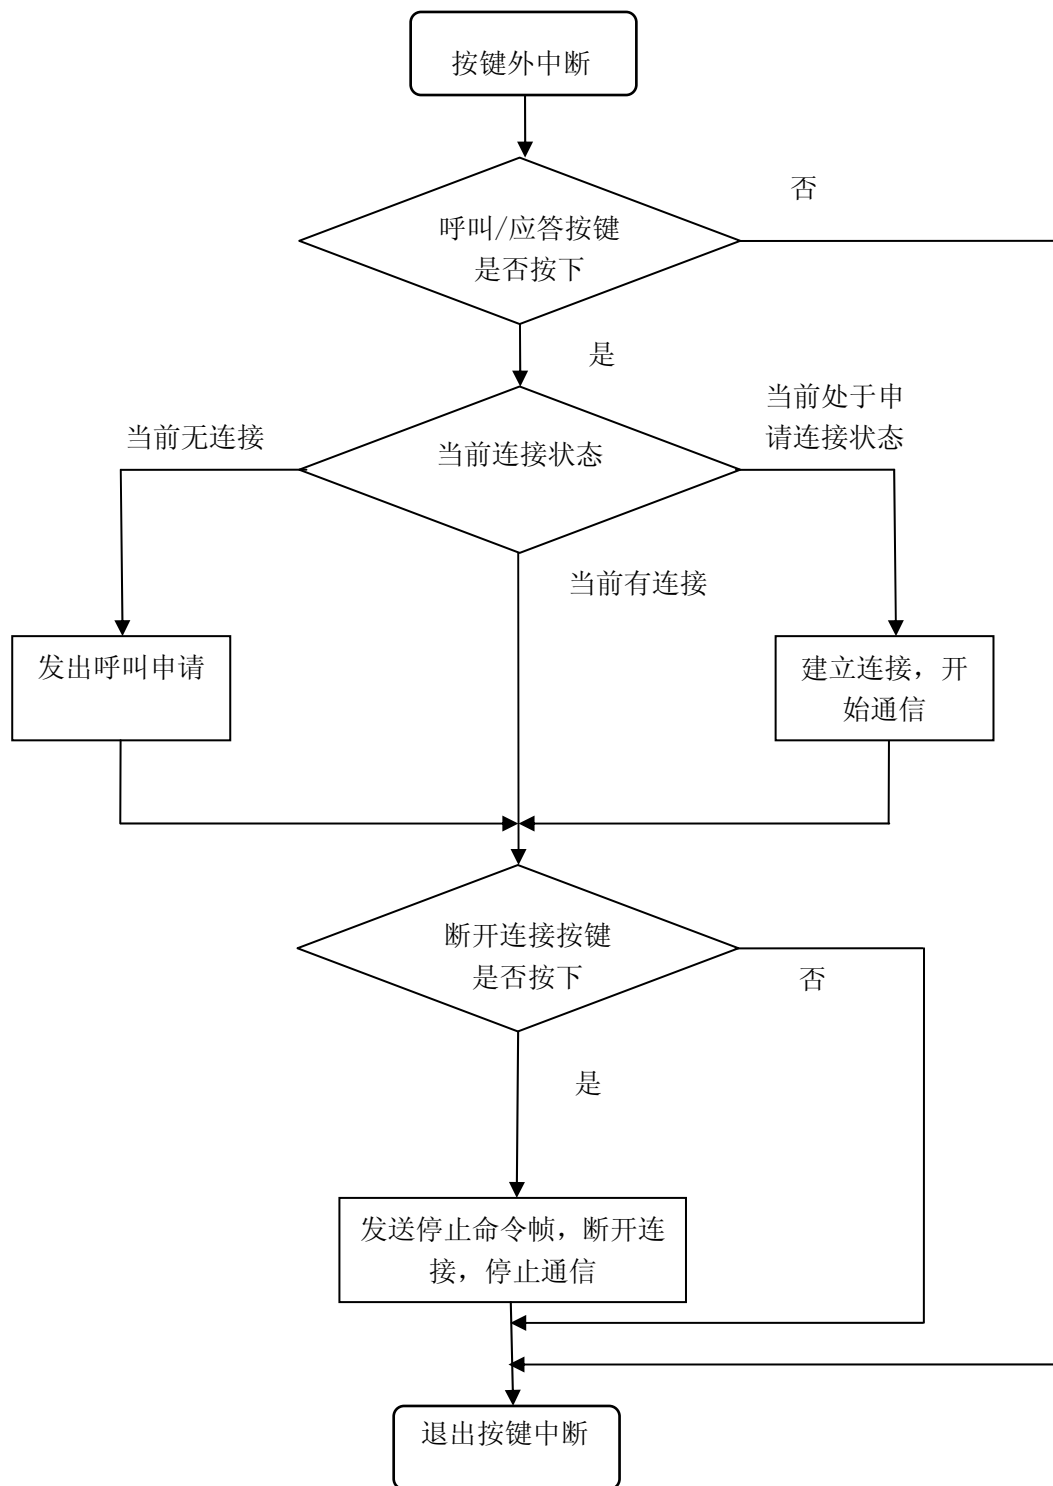 按键外中断
否
呼叫/应答按键
是否按下
是
当前处于申
请连接状态
当前无连接
当前连接状态
当前有连接
发出呼叫申请
建立连接，开
始通信
断开连接按键
是否按下
否
是
发送停止命令帧，断开连
接，停止通信
退出按键中断